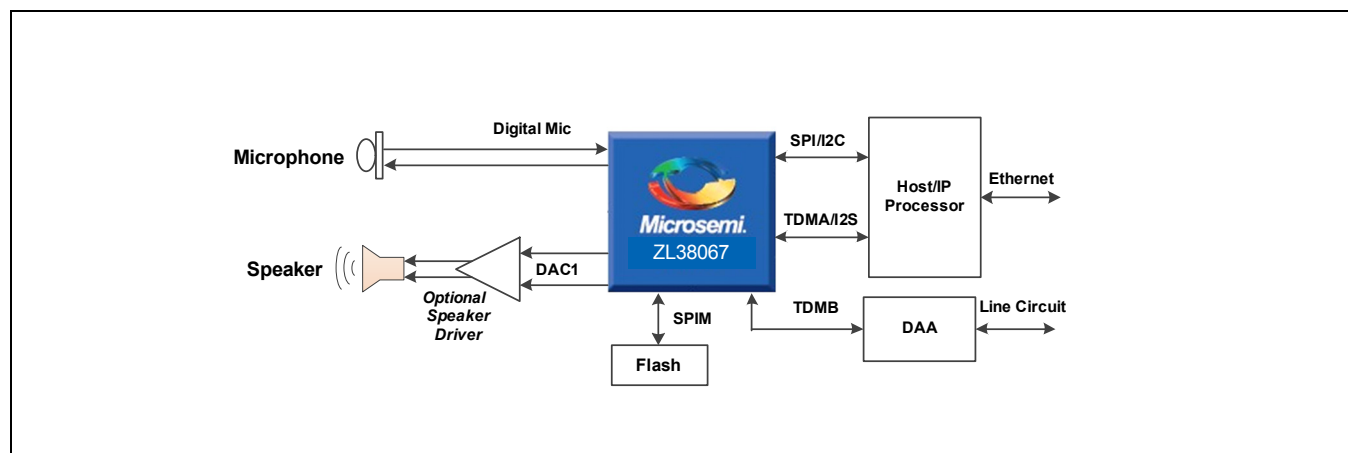 Digital Mic
Microphone
Speaker
DAC1
Optional
Speaker
Driver
Microsemi.
ZL38067
SPIM
Flash
SPI/I2C
TDMA/I2S
Host/IP
Processor
Ethernet
TDMB
DAA
Line Circuit